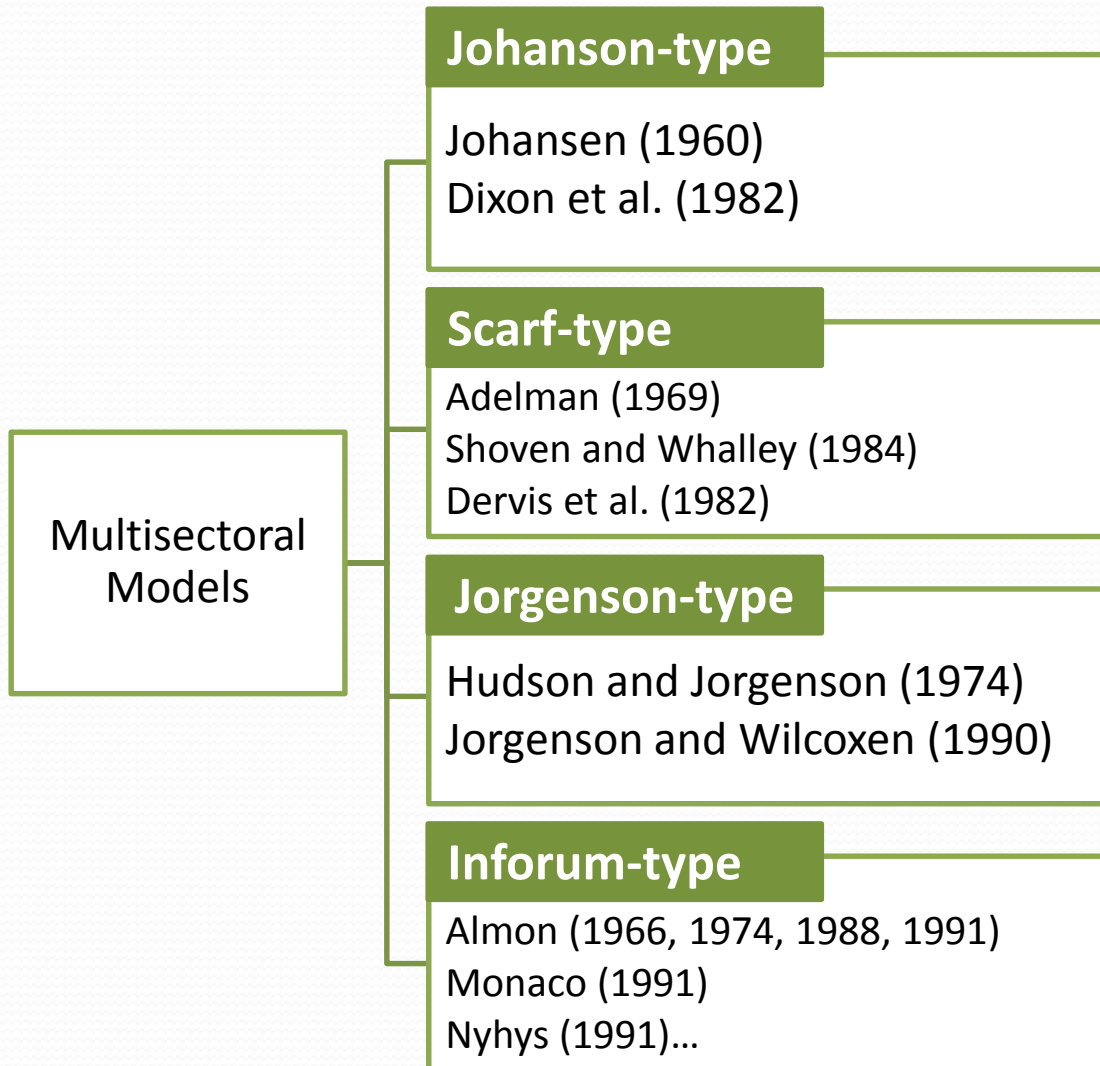 Johanson-type
Johansen (1960)
Dixon et al. (1982)
Scarf-type
Adelman (1969)
Shoven and Whalley (1984)
Dervis et al. (1982)
Multisectoral
Models
Jorgenson-type
Hudson and Jorgenson (1974)
Jorgenson and Wilcoxen (1990)
Inforum-type
Almon (1966, 1974, 1988, 1991)
Monaco (1991)
Nyhys (1991)…